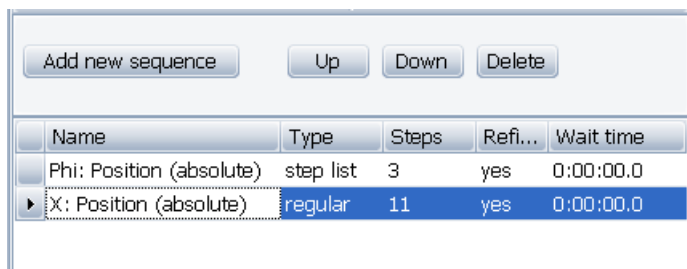 Add new sequence Up Down Delete
Name Type Steps Refi... Wait time
Phi: Position (absolute) step list 3 yes 0:00:00.0
X: Position (absolute) regular 11 yes 0:00:00.0